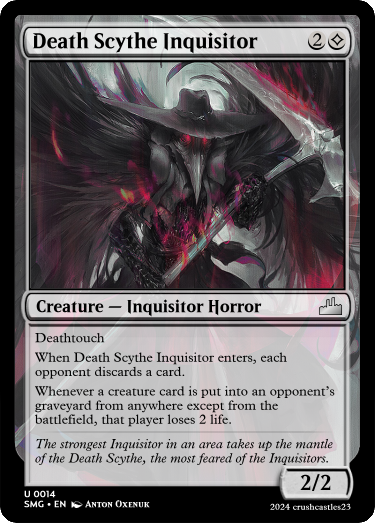 Death Scythe Inquisitor 2
Creature — Inquisitor Horror
Deathtouch
When Death Scythe Inquisitor enters, each
opponent discards a card.
Whenever a creature card is put into an opponent's
graveyard from anywhere except from the
battlefield, that player loses 2 life.
The strongest Inquisitor in an area takes up the mantle
of the Death Scythe, the most feared of the Inquisitors.
2/2
U 0014
SMG • EN Anton Oxenuk
2024 crushcastles23